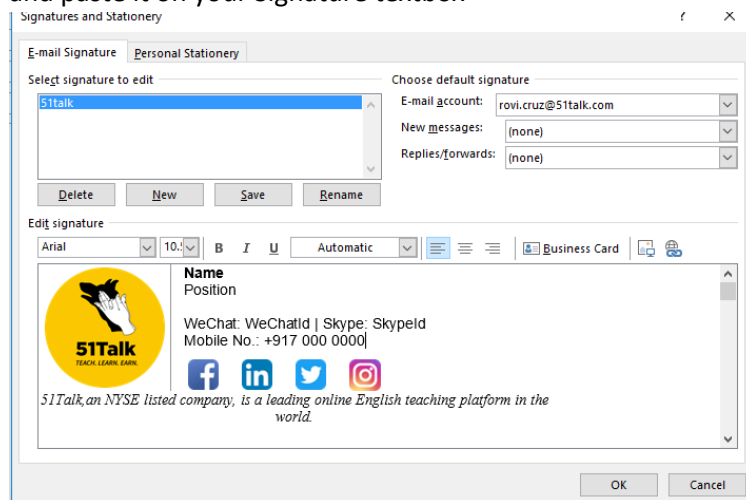 and paste it on your signature textbox
Signatures and Stationery ? X
E-mail Signature Personal Stationery
Select signature to edit
51talk
Choose default signature
E-mail account: rovi.cruz@51talk.com
New messages: (none)
Replies/forwards: (none)
Delete New Save Rename
Edit signature
Arial 10. B I U Automatic Business Card
Name
Position
WeChat: WeChatId | Skype: SkypeId
Mobile No.: +917 000 0000
51Talk
TEACH. LEARN. EARN.
f in
51Talk,an NYSE listed company, is a leading online English teaching platform in the
world.
OK Cancel